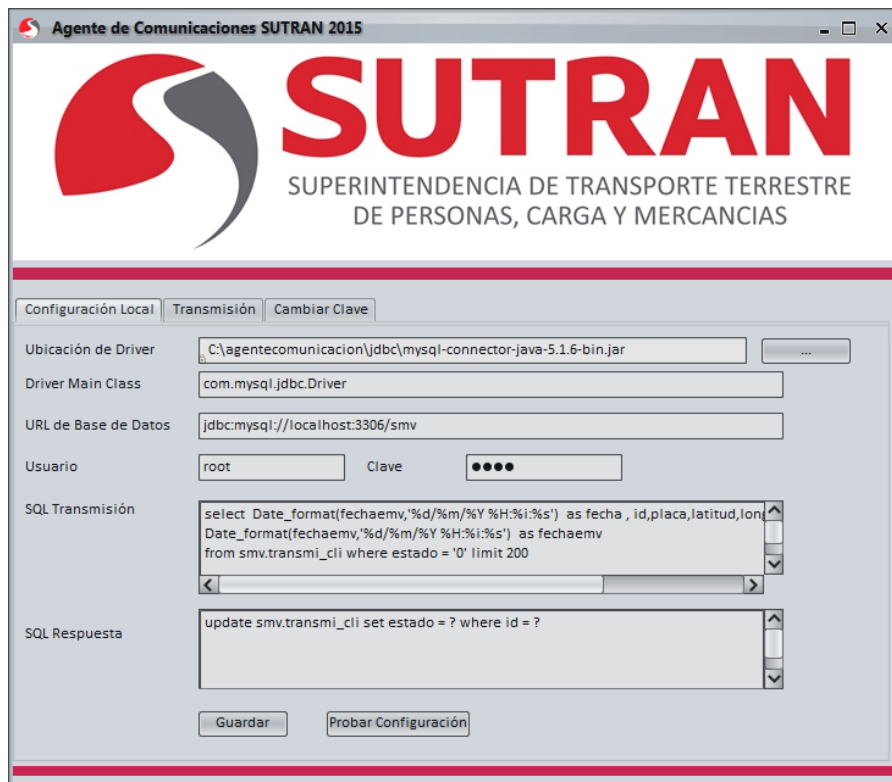 Agente de Comunicaciones SUTRAN 2015
SUTRAN
SUPERINTENDENCIA DE TRANSPORTE TERRESTRE
DE PERSONAS, CARGA Y MERCANCIAS
Configuración Local Transmisión Cambiar Clave
Ubicación de Driver C:\agentecomunicacion\jdbc\mysql-connector-java-5.1.6-bin.jar ...
Driver Main Class com.mysql.jdbc.Driver
URL de Base de Datos jdbc:mysql://localhost:3306/smv
Usuario root Clave ●●●●
SQL Transmisión select Date_format(fechaemv,'%d/%m/%Y %H:%i:%s') as fecha , id,placa,latitud,long
Date_format(fechaemv,'%d/%m/%Y %H:%i:%s') as fechaemv
from smv.transmi_cli where estado = '0' limit 200
SQL Respuesta update smv.transmi_cli set estado = ? where id = ?
Guardar Probar Configuración